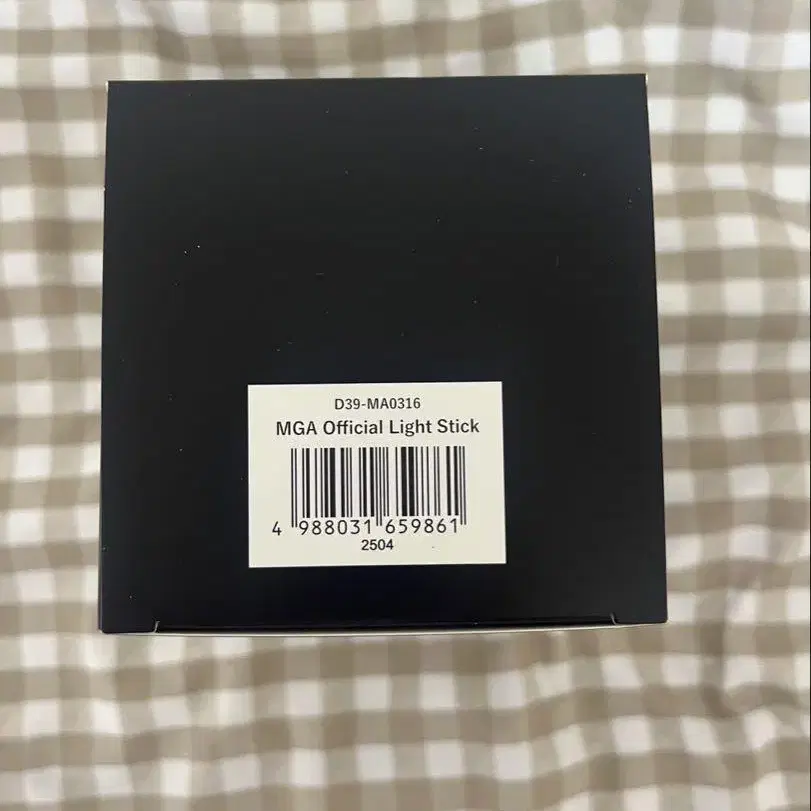 D39-MA0316
MGA Official Light Stick
4 988031 659861
2504